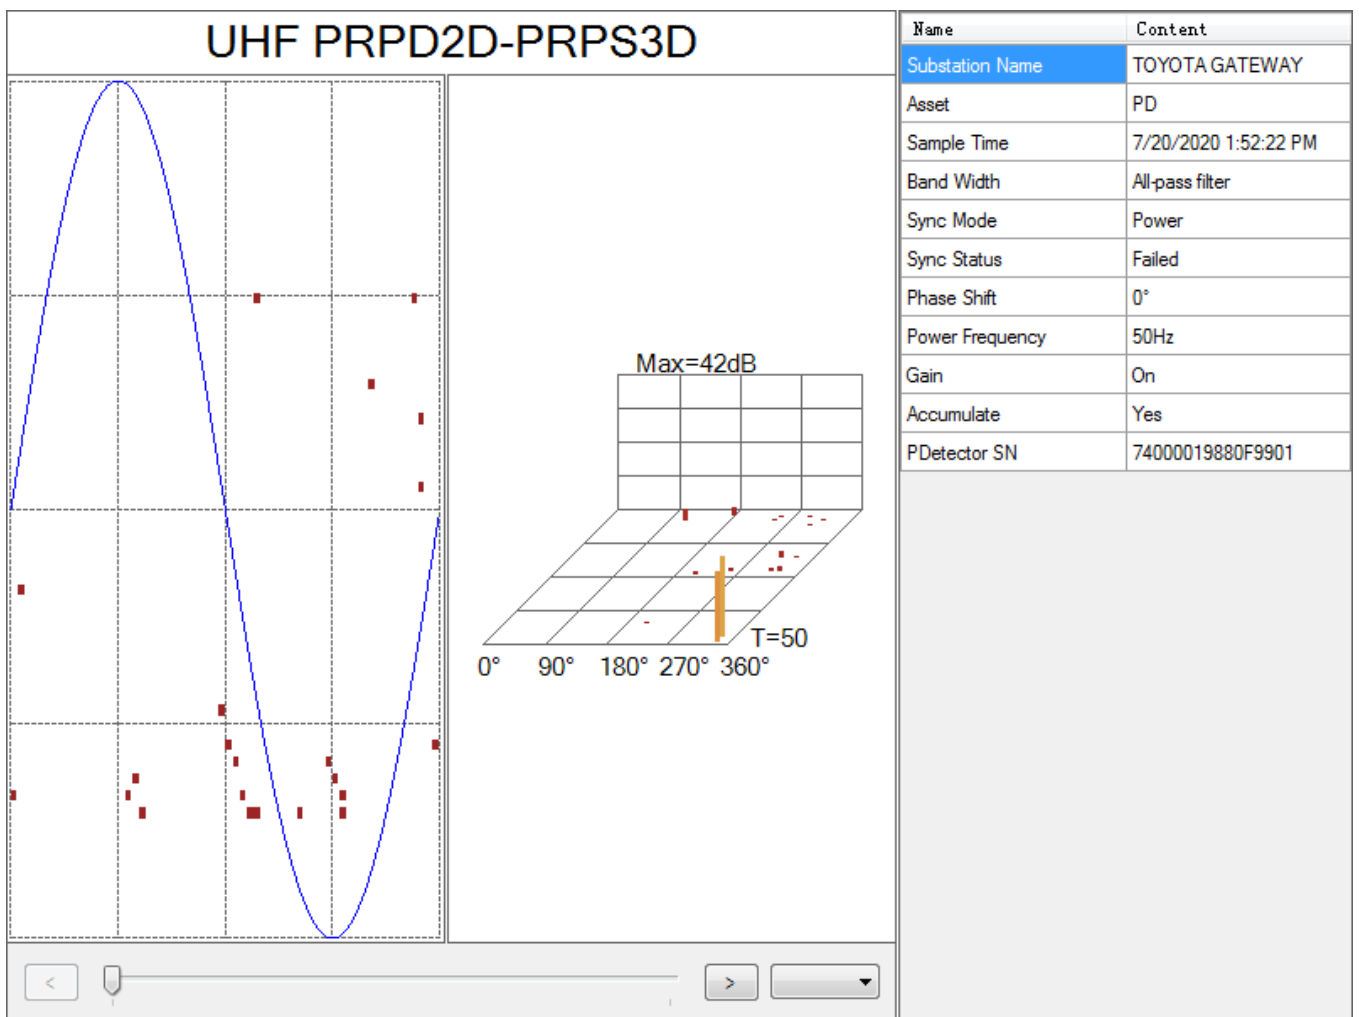 UHF PRPD2D-PRPS3D
Max=42dB
T=50
0° 90° 180° 270° 360°
<
>
Name Content
Substation Name TOYOTA GATEWAY
Asset PD
Sample Time 7/20/2020 1:52:22 PM
Band Width All-pass filter
Sync Mode Power
Sync Status Failed
Phase Shift 0°
Power Frequency 50Hz
Gain On
Accumulate Yes
PDetector SN 74000019880F9901